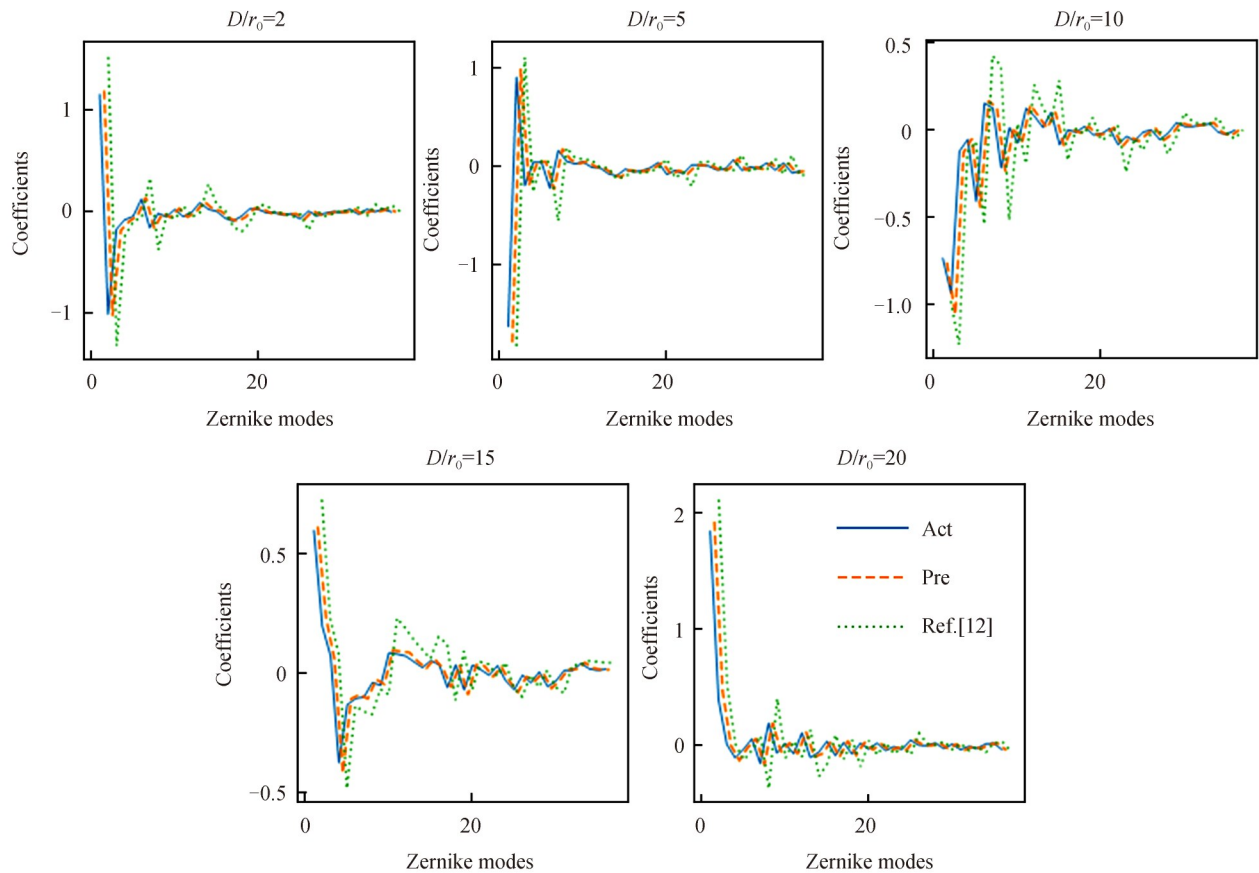 D/r₀=2
1
0
−1
0
20
Coefficients
Zernike modes
D/r₀=5
1
0
−1
0
20
Coefficients
Zernike modes
D/r₀=10
0.5
0
−0.5
−1.0
0
20
Coefficients
Zernike modes
D/r₀=15
0.5
0
−0.5
0
20
Coefficients
Zernike modes
D/r₀=20
2
1
0
0
20
Coefficients
Zernike modes
Act
Pre
Ref.[12]